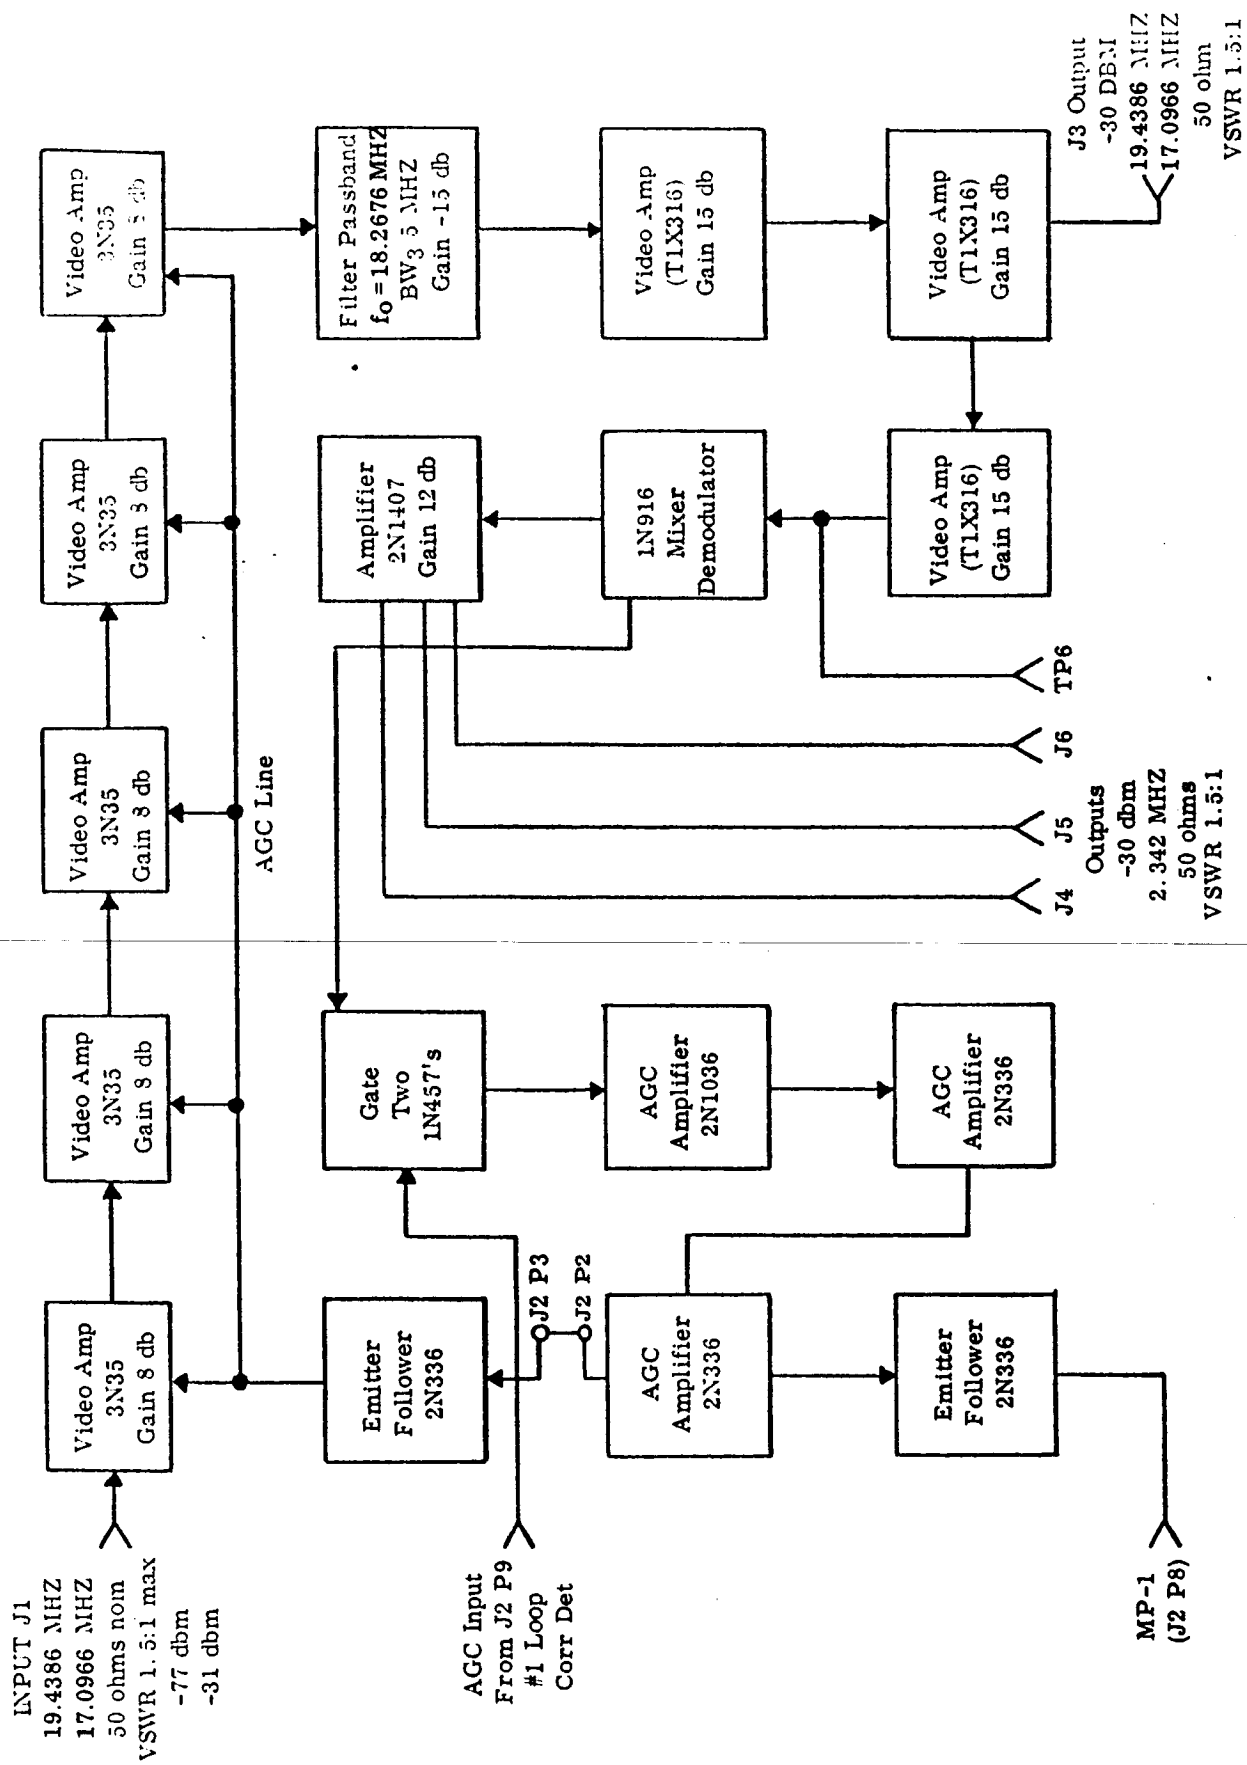 INPUT J1
19.4386 MHZ
17.0966 MHZ
50 ohms nom
VSWR 1.5:1 max
-77 dbm
-31 dbm
Video Amp
3N35
Gain 8 db
Video Amp
3N35
Gain 8 db
Video Amp
3N35
Gain 8 db
Video Amp
3N35
Gain 8 db
Video Amp
3N35
Gain 8 db
AGC Line
Emitter
Follower
2N336
Gate
Two
1N457's
Amplifier
2N1407
Gain 12 db
Filter Passband
fo = 18.2676 MHZ
BW3 5 MHZ
Gain -15 db
AGC Input
From J2 P9
#1 Loop
Corr Det
J2 P3
J2 P2
AGC
Amplifier
2N336
AGC
Amplifier
2N1036
1N916
Mixer
Demodulator
Video Amp
(T1X316)
Gain 15 db
Emitter
Follower
2N336
AGC
Amplifier
2N336
Video Amp
(T1X316)
Gain 15 db
Video Amp
(T1X316)
Gain 15 db
J4
J5
J6
TP6
Outputs
-30 dbm
2.342 MHZ
50 ohms
VSWR 1.5:1
J3 Output
-30 DBM
19.4386 MHZ
17.0966 MHZ
50 ohm
VSWR 1.5:1
MP-1
(J2 P8)